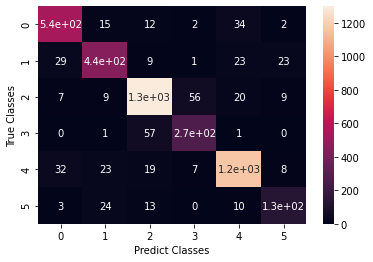 0 5.4e+02 15 12 2 34 2
1 29 4.4e+02 9 1 23 23
2 7 9 1.3e+03 56 20 9
3 0 1 57 2.7e+02 1 0
4 32 23 19 7 1.2e+03 8
5 3 24 13 0 10 1.3e+02
0 1 2 3 4 5
Predict Classes
True Classes
1200
1000
800
600
400
200
0